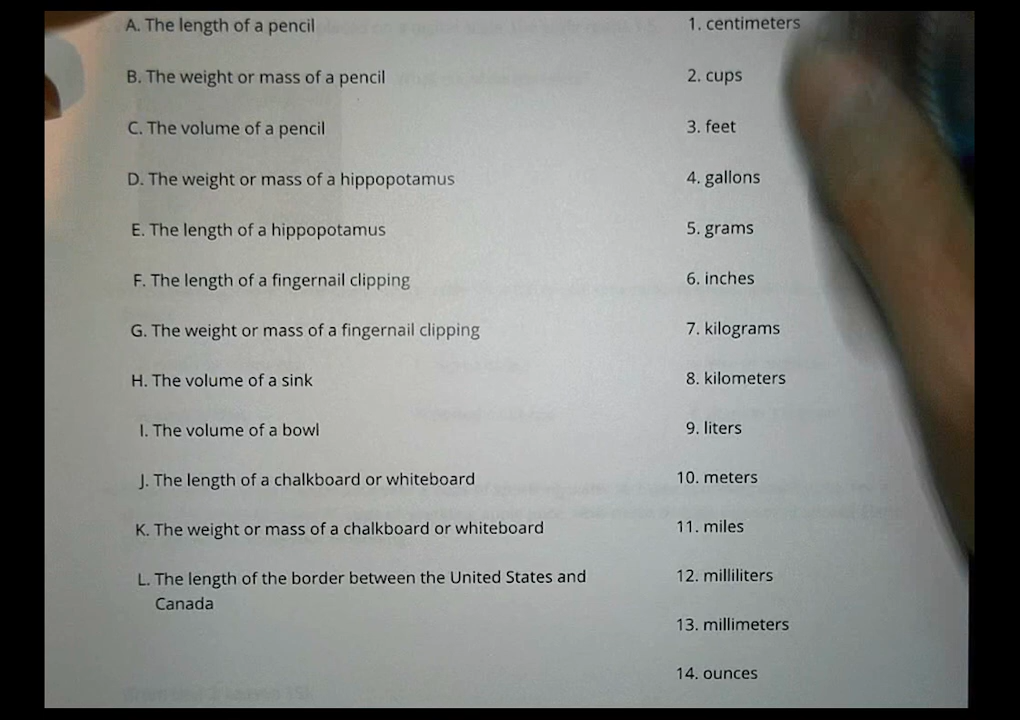 A. The length of a pencil
B. The weight or mass of a pencil
C. The volume of a pencil
D. The weight or mass of a hippopotamus
E. The length of a hippopotamus
F. The length of a fingernail clipping
G. The weight or mass of a fingernail clipping
H. The volume of a sink
I. The volume of a bowl
J. The length of a chalkboard or whiteboard
K. The weight or mass of a chalkboard or whiteboard
L. The length of the border between the United States and
Canada
1. centimeters
2. cups
3. feet
4. gallons
5. grams
6. inches
7. kilograms
8. kilometers
9. liters
10. meters
11. miles
12. milliliters
13. millimeters
14. ounces